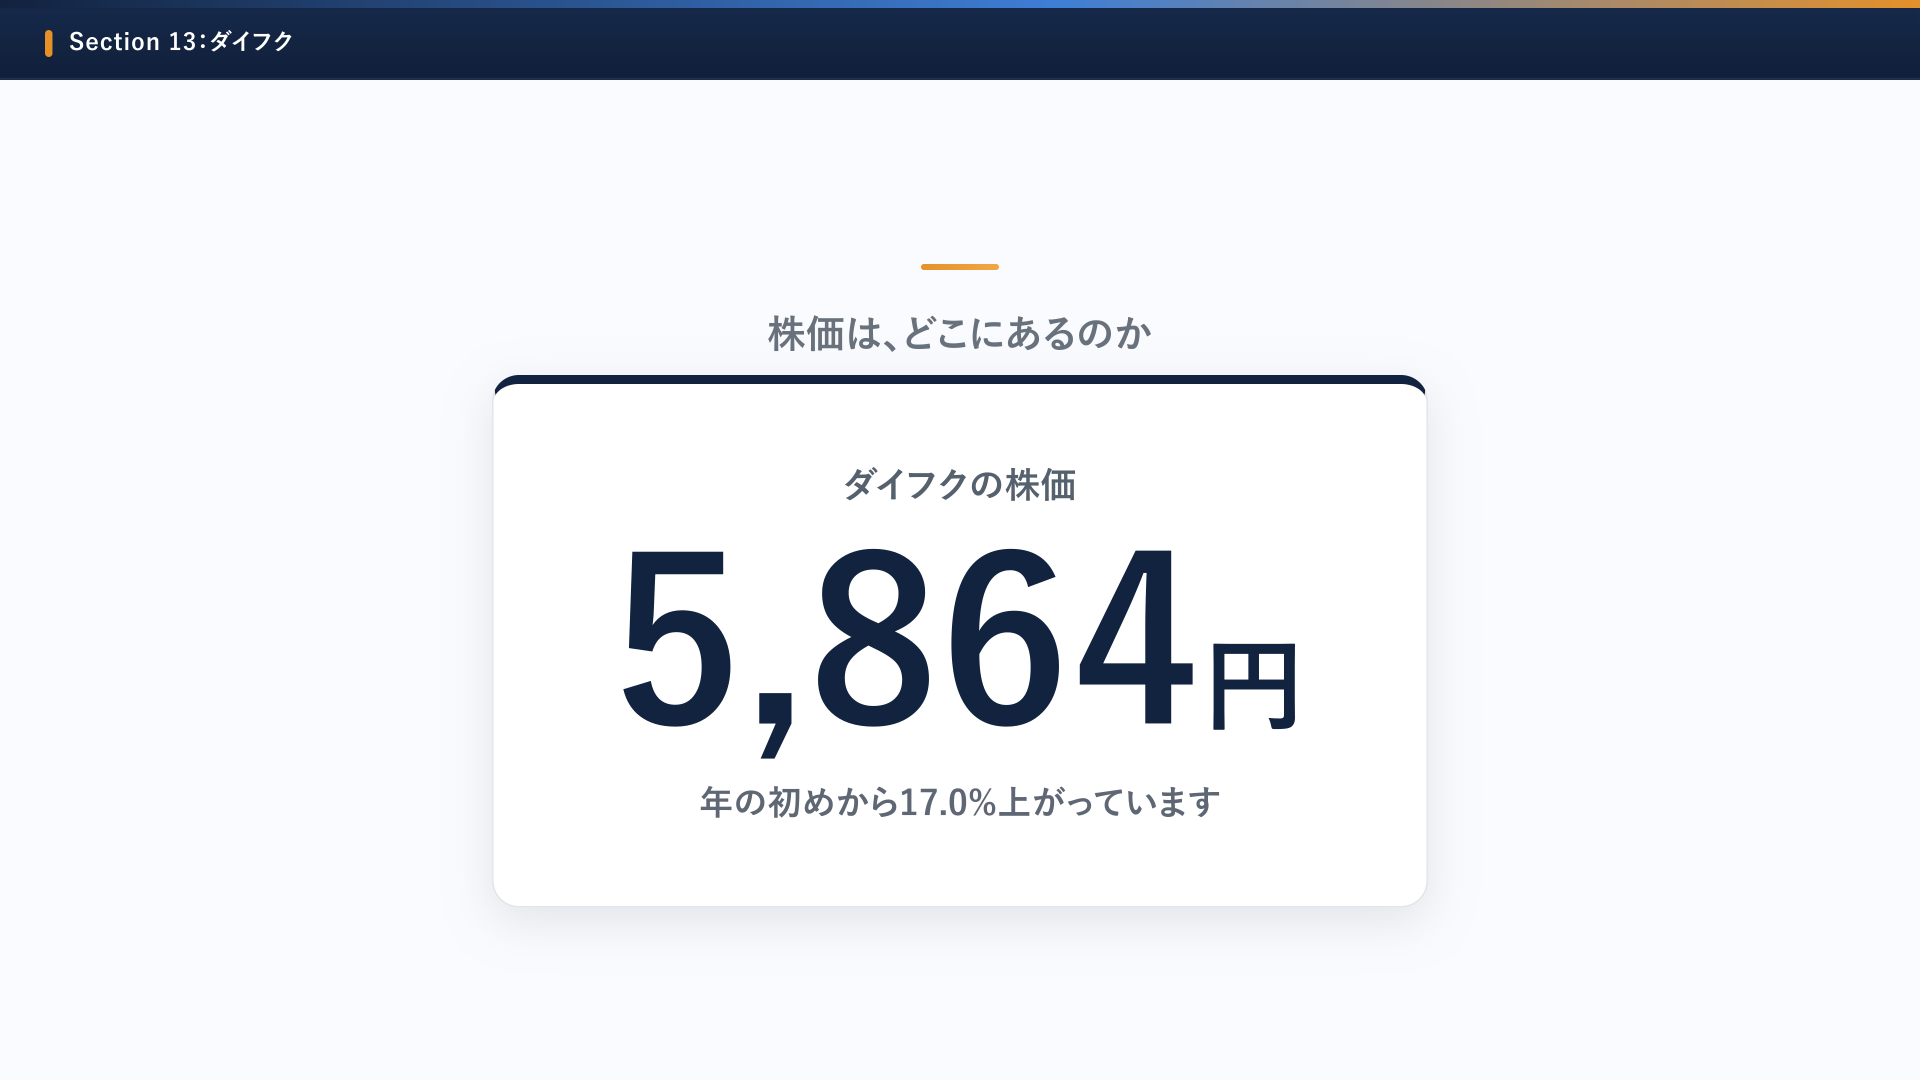 Section 13：ダイフク
株価は、どこにあるのか
ダイフクの株価
5,864円
年の初めから17.0%上がっています